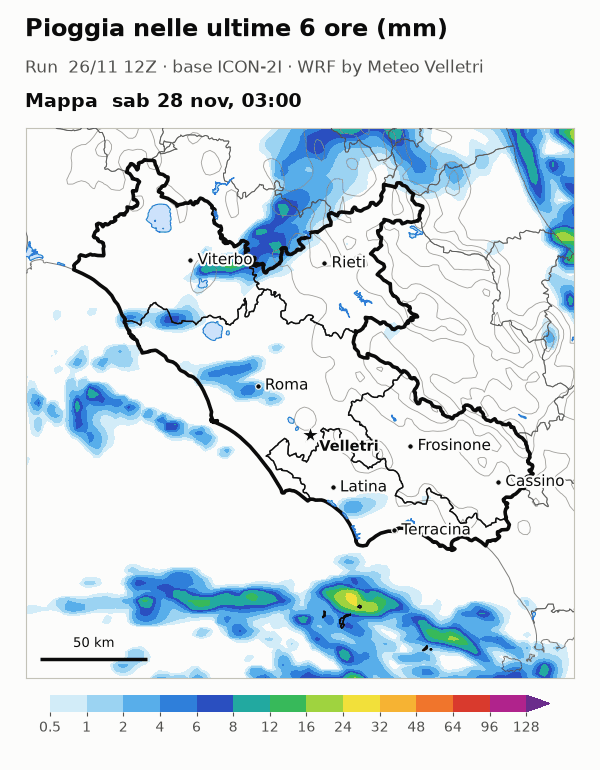 Pioggia nelle ultime 6 ore (mm)
Run  26/11 12Z · base ICON-2I · WRF by Meteo Velletri
Mappa  sab 28 nov, 03:00
Viterbo
Rieti
Roma
Velletri
Frosinone
Latina
Cassino
Terracina
50 km
0.5 1 2 4 6 8 12 16 24 32 48 64 96 128